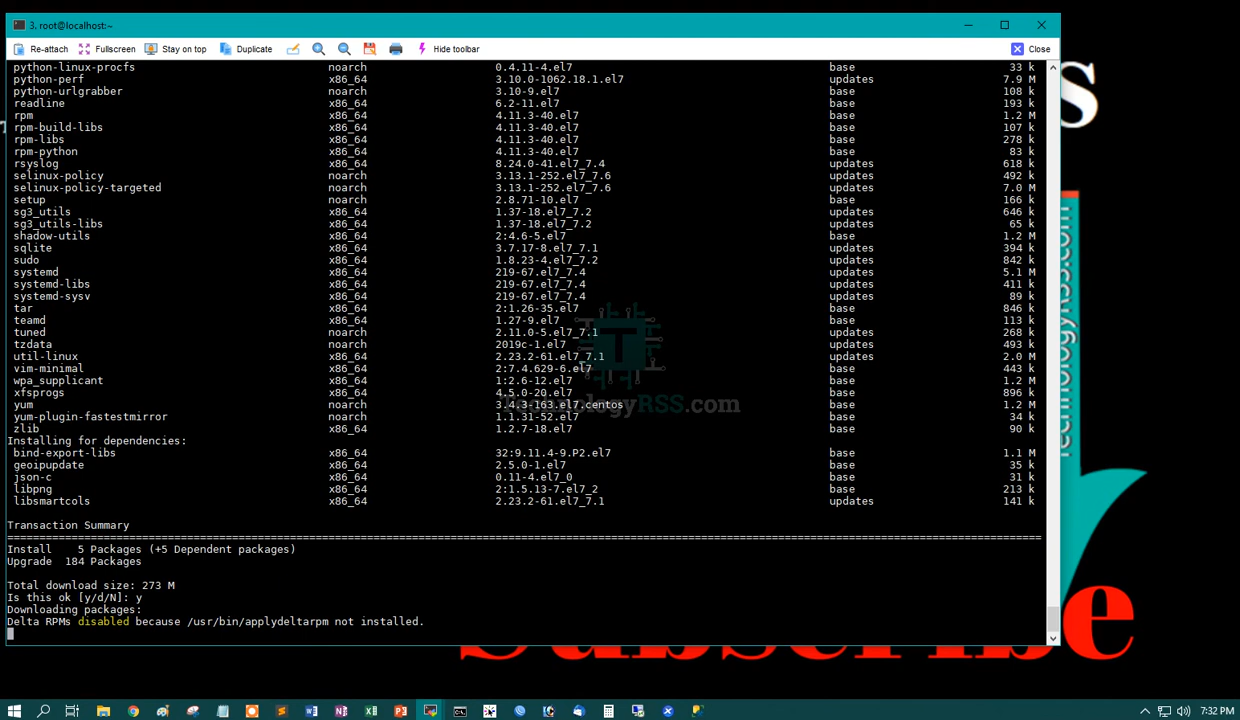 3. root@localhost:~
Re-attach Fullscreen Stay on top Duplicate Hide toolbar Close
python-linux-procfs noarch 0.4.11-4.el7 base 33 k
python-perf x86_64 3.10.0-1062.18.1.el7 updates 7.9 M
python-urlgrabber noarch 3.10-9.el7 base 108 k
readline x86_64 6.2-11.el7 base 193 k
rpm x86_64 4.11.3-40.el7 base 1.2 M
rpm-build-libs x86_64 4.11.3-40.el7 base 107 k
rpm-libs x86_64 4.11.3-40.el7 base 278 k
rpm-python x86_64 4.11.3-40.el7 base 83 k
rsyslog x86_64 8.24.0-41.el7_7.4 updates 618 k
selinux-policy noarch 3.13.1-252.el7_7.6 updates 492 k
selinux-policy-targeted noarch 3.13.1-252.el7_7.6 updates 7.0 M
setup noarch 2.8.71-10.el7 base 166 k
sg3_utils x86_64 1.37-18.el7_7.2 updates 646 k
sg3_utils-libs x86_64 1.37-18.el7_7.2 updates 65 k
shadow-utils x86_64 2:4.6-5.el7 base 1.2 M
sqlite x86_64 3.7.17-8.el7_7.1 updates 394 k
sudo x86_64 1.8.23-4.el7_7.2 updates 842 k
systemd x86_64 219-67.el7_7.4 updates 5.1 M
systemd-libs x86_64 219-67.el7_7.4 updates 411 k
systemd-sysv x86_64 219-67.el7_7.4 updates 89 k
tar x86_64 2:1.26-35.el7 base 846 k
teamd x86_64 1.27-9.el7 base 113 k
tuned noarch 2.11.0-5.el7_7.1 updates 268 k
tzdata noarch 2019c-1.el7 updates 493 k
util-linux x86_64 2.23.2-61.el7_7.1 updates 2.0 M
vim-minimal x86_64 2:7.4.629-6.el7 base 443 k
wpa_supplicant x86_64 1:2.6-12.el7 base 1.2 M
xfsprogs x86_64 4.5.0-20.el7 base 896 k
yum noarch 3.4.3-163.el7.centos base 1.2 M
yum-plugin-fastestmirror noarch 1.1.31-52.el7 base 34 k
zlib x86_64 1.2.7-18.el7 base 90 k
Installing for dependencies:
bind-export-libs x86_64 32:9.11.4-9.P2.el7 base 1.1 M
geoipupdate x86_64 2.5.0-1.el7 base 35 k
json-c x86_64 0.11-4.el7_0 base 31 k
libpng x86_64 2:1.5.13-7.el7_2 base 213 k
libsmartcols x86_64 2.23.2-61.el7_7.1 updates 141 k
Transaction Summary
Install 5 Packages (+5 Dependent packages)
Upgrade 184 Packages
Total download size: 273 M
Is this ok [y/d/N]: y
Downloading packages:
Delta RPMs disabled because /usr/bin/applydeltarpm not installed.
TechnologyRSS.com
TechnologyRSS.com
Subscribe
7:32 PM